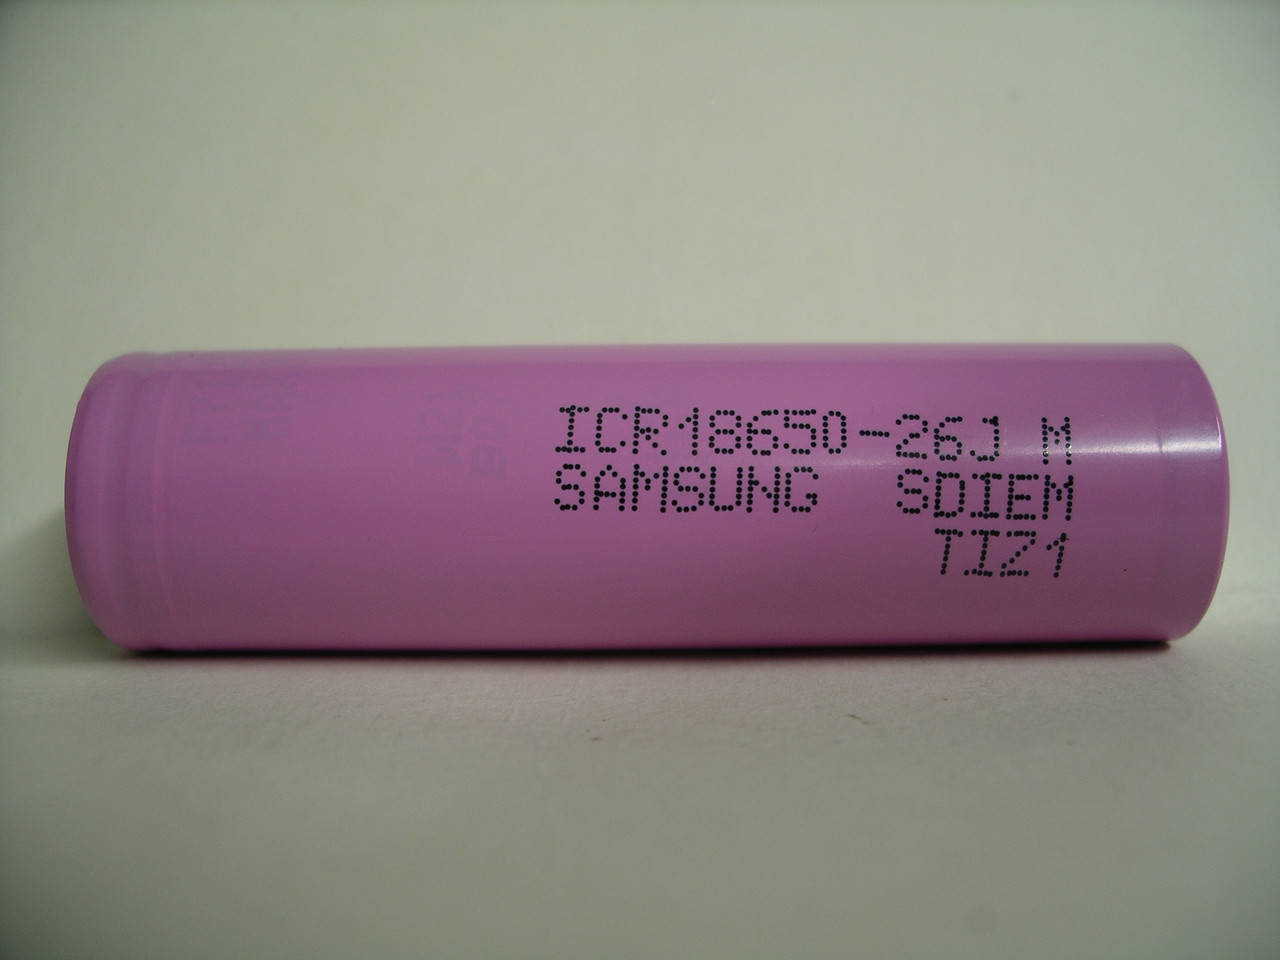 ICR18650-26J M
SAMSUNG SDIEM
TIZ1